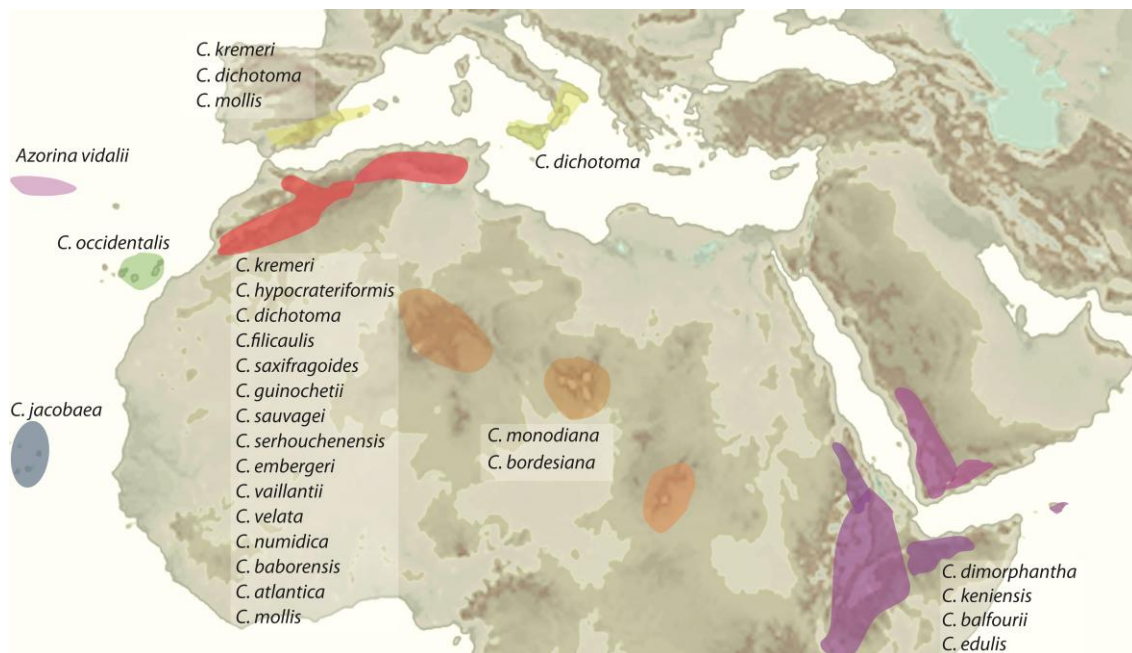 C. kremeri
C. dichotoma
C. mollis
Azorina vidalii
C. dichotoma
C. occidentalis
C. kremeri
C. hypocrateriformis
C. dichotoma
C.filicaulis
C. saxifragoides
C. guinochetii
C. sauvagei
C. serhouchenensis
C. embergeri
C. vaillantii
C. velata
C. numidica
C. baborensis
C. atlantica
C. mollis
C. jacobaea
C. monodiana
C. bordesiana
C. dimorphantha
C. keniensis
C. balfourii
C. edulis